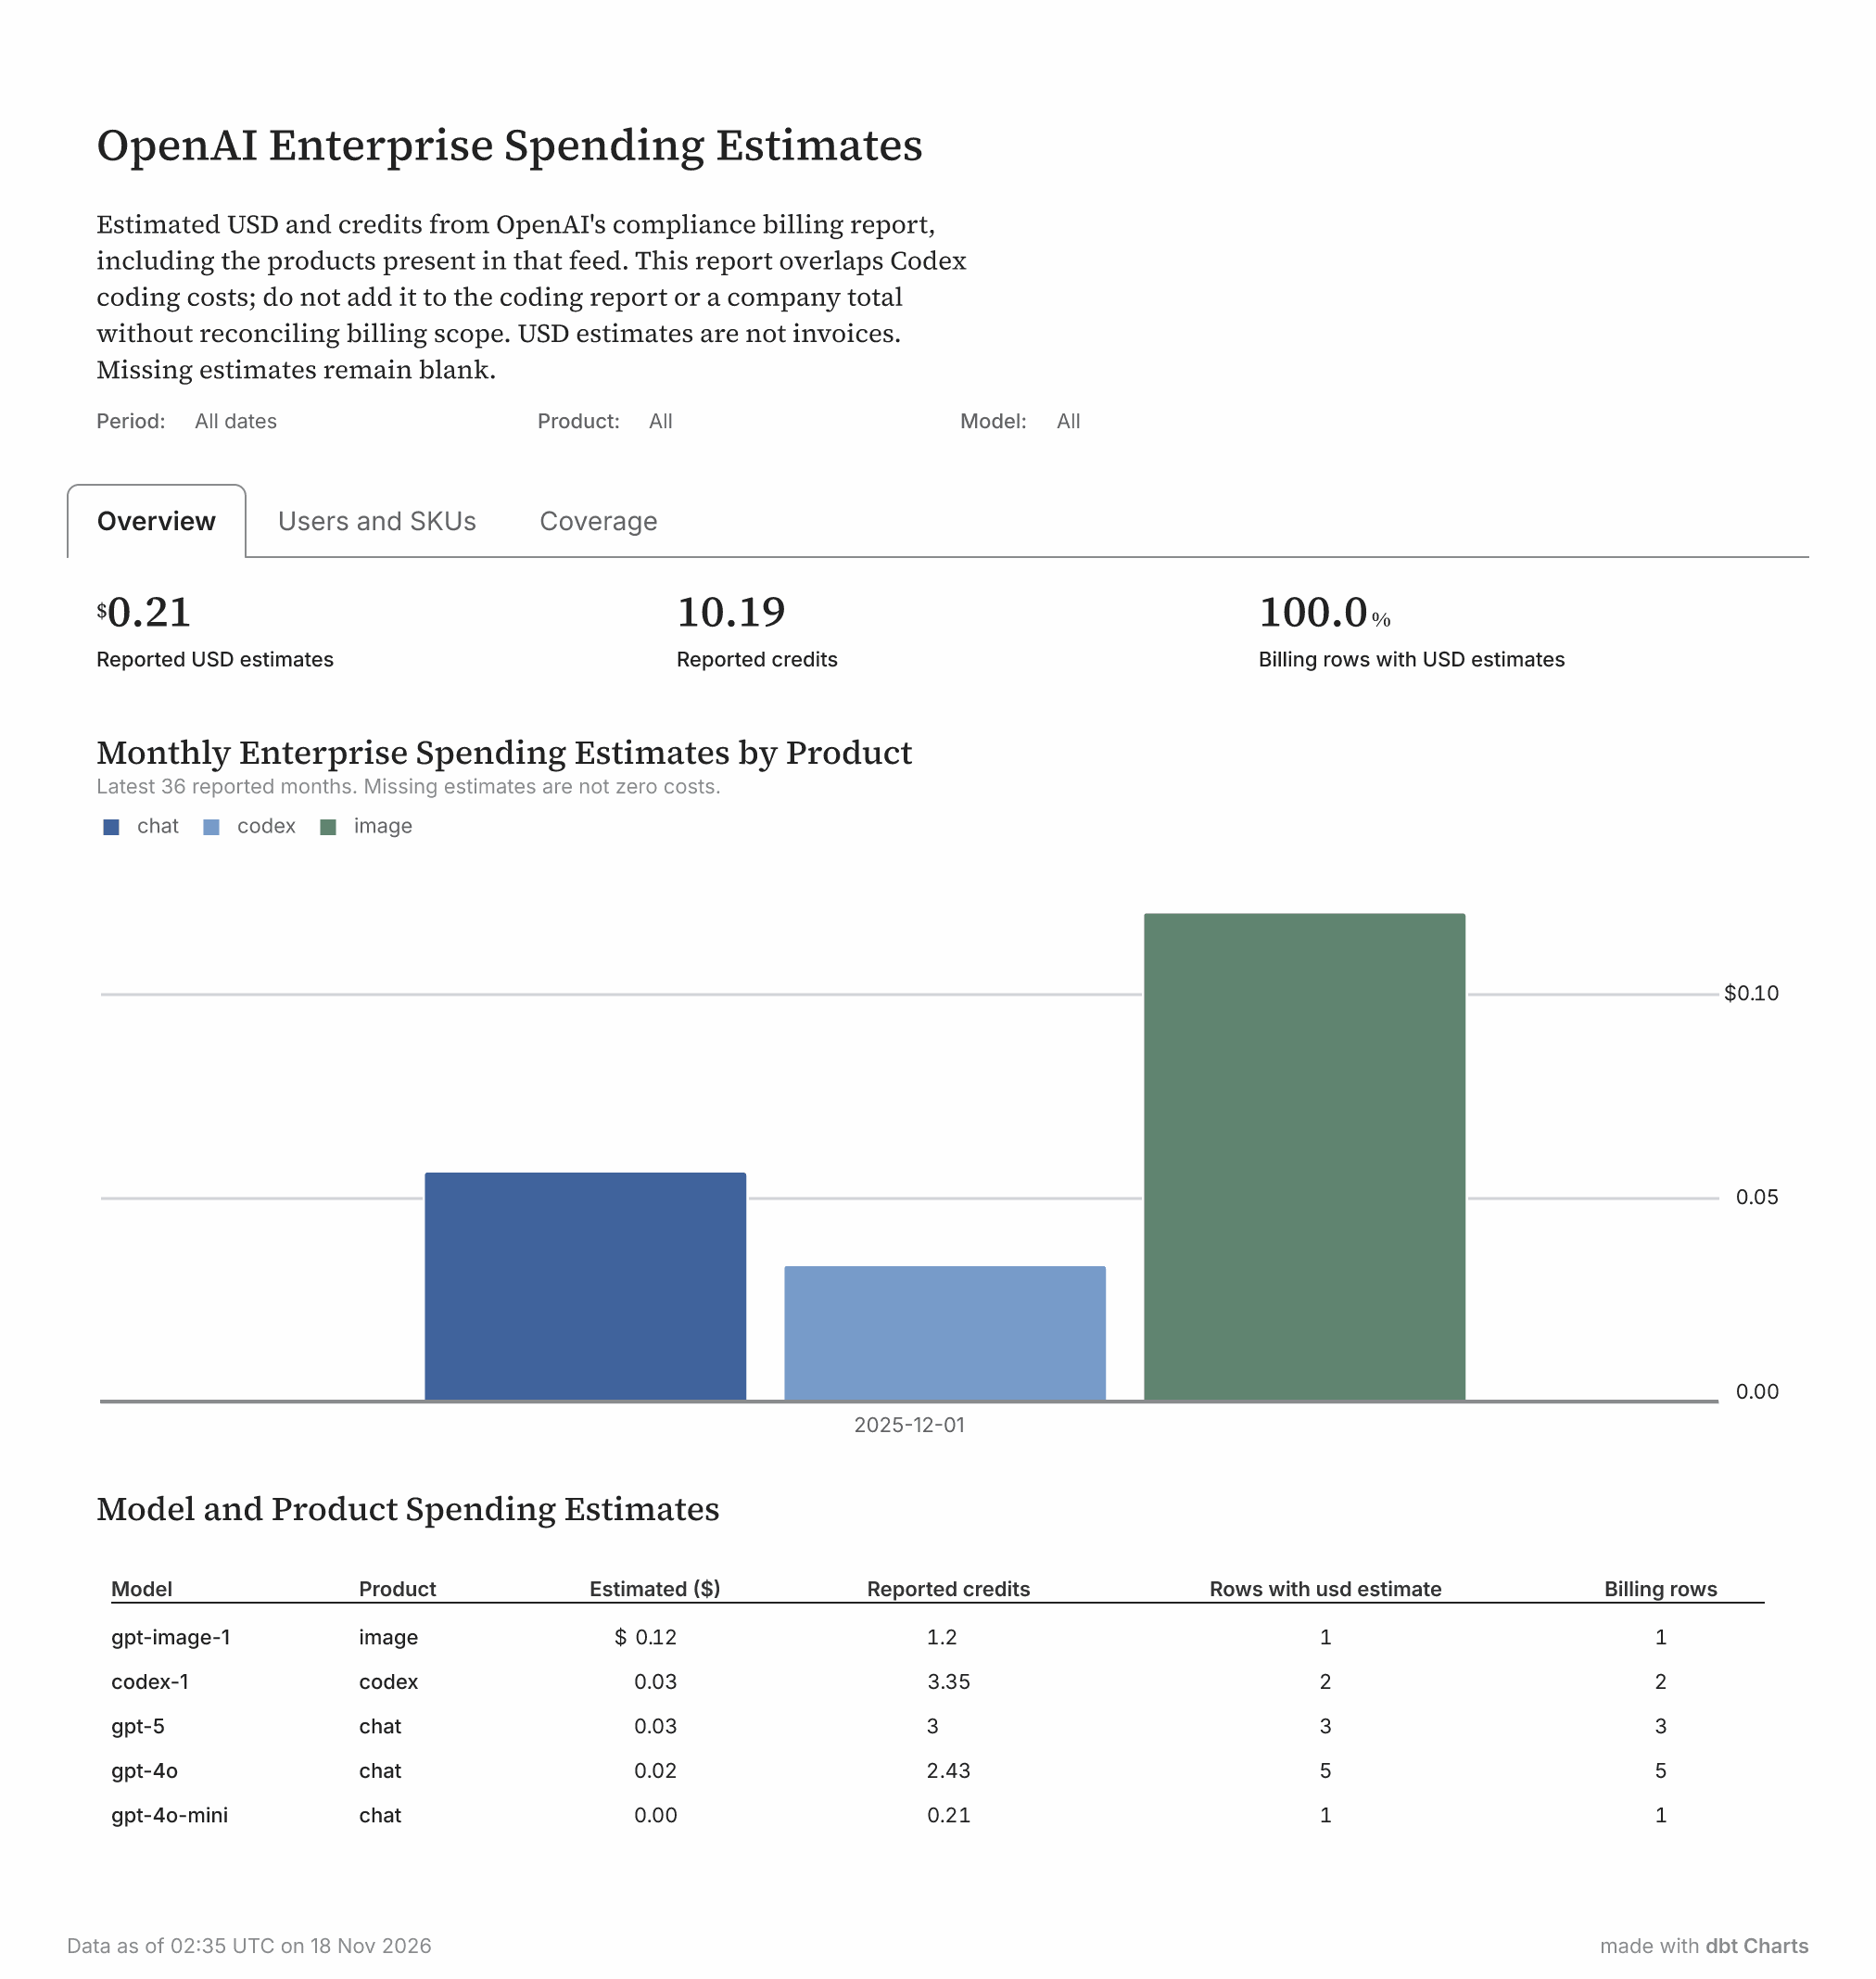 OpenAI Enterprise Spending Estimates
Estimated USD and credits from OpenAI's compliance billing report,
including the products present in that feed. This report overlaps Codex
coding costs; do not add it to the coding report or a company total
without reconciling billing scope. USD estimates are not invoices.
Missing estimates remain blank.
Period: All dates Product: All Model: All
Overview Users and SKUs Coverage
$0.21 10.19 100.0%
Reported USD estimates Reported credits Billing rows with USD estimates
Monthly Enterprise Spending Estimates by Product
Latest 36 reported months. Missing estimates are not zero costs.
chat codex image
$0.10
0.05
0.00
2025-12-01
Model and Product Spending Estimates
Model Product Estimated ($) Reported credits Rows with usd estimate Billing rows
gpt-image-1 image $ 0.12 1.2 1 1
codex-1 codex 0.03 3.35 2 2
gpt-5 chat 0.03 3 3 3
gpt-4o chat 0.02 2.43 5 5
gpt-4o-mini chat 0.00 0.21 1 1
Data as of 02:35 UTC on 18 Nov 2026 made with dbt Charts